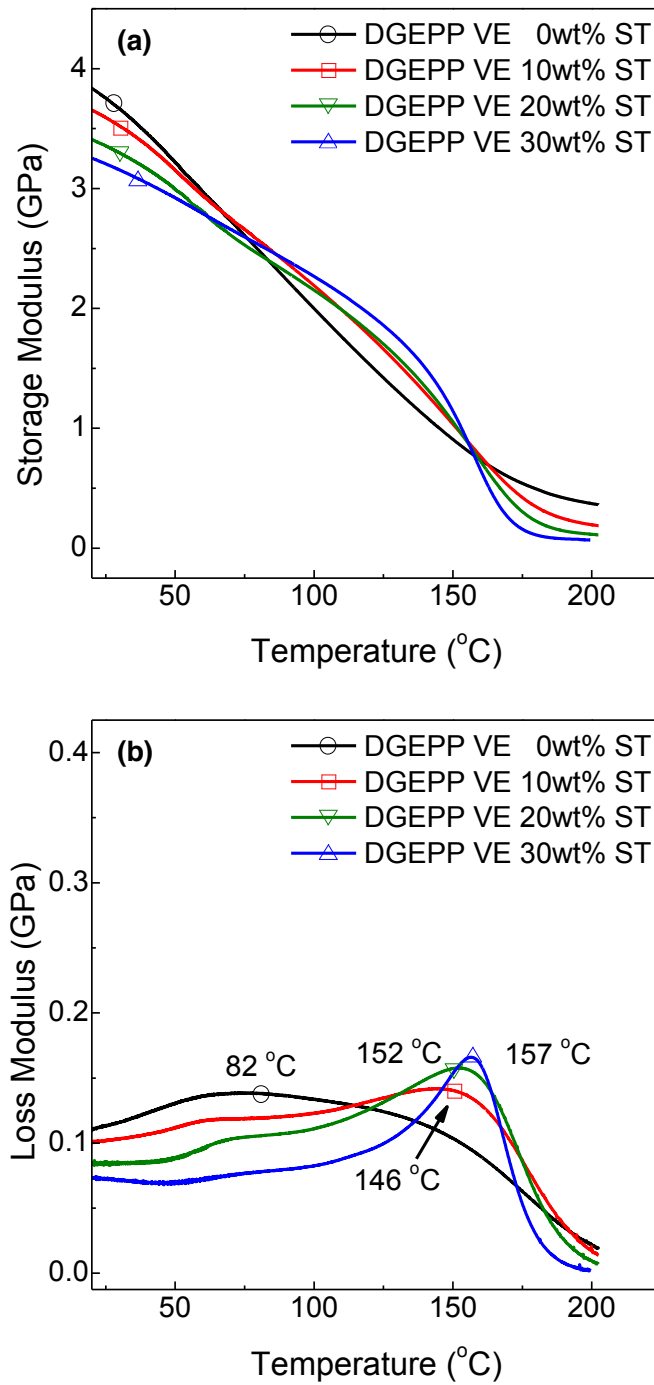 (a)
DGEPP VE 0wt% ST
DGEPP VE 10wt% ST
DGEPP VE 20wt% ST
DGEPP VE 30wt% ST
4
3
2
1
0
Storage Modulus (GPa)
50 100 150 200
Temperature (°C)
(b)
DGEPP VE 0wt% ST
DGEPP VE 10wt% ST
DGEPP VE 20wt% ST
DGEPP VE 30wt% ST
0.4
0.3
0.2
0.1
0.0
Loss Modulus (GPa)
82 °C
152 °C
157 °C
146 °C
50 100 150 200
Temperature (°C)